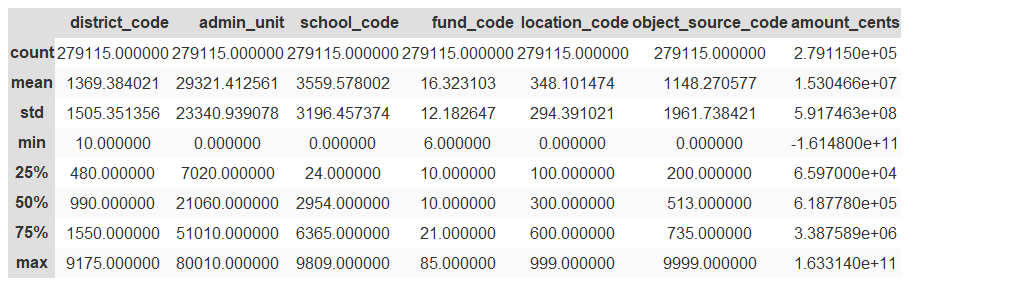 district_code admin_unit school_code fund_code location_code object_source_code amount_cents
count 279115.000000 279115.000000 279115.000000 279115.000000 279115.000000 279115.000000 2.791150e+05
mean 1369.384021 29321.412561 3559.578002 16.323103 348.101474 1148.270577 1.530466e+07
std 1505.351356 23340.939078 3196.457374 12.182647 294.391021 1961.738421 5.917463e+08
min 10.000000 0.000000 0.000000 6.000000 0.000000 0.000000 -1.614800e+11
25% 480.000000 7020.000000 24.000000 10.000000 100.000000 200.000000 6.597000e+04
50% 990.000000 21060.000000 2954.000000 10.000000 300.000000 513.000000 6.187780e+05
75% 1550.000000 51010.000000 6365.000000 21.000000 600.000000 735.000000 3.387589e+06
max 9175.000000 80010.000000 9809.000000 85.000000 999.000000 9999.000000 1.633140e+11